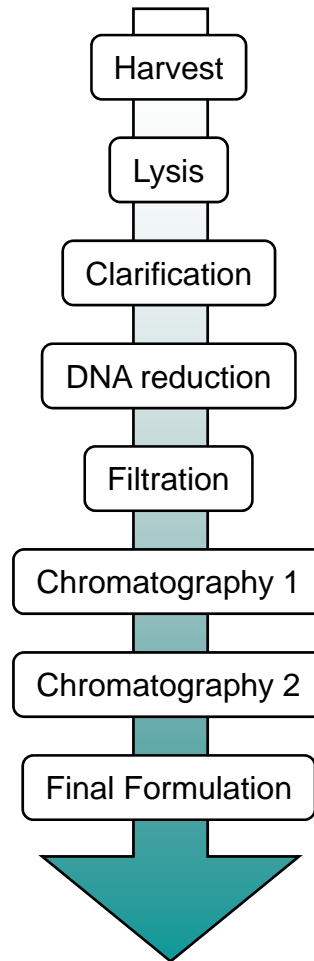 Harvest
Lysis
Clarification
DNA reduction
Filtration
Chromatography 1
Chromatography 2
Final Formulation